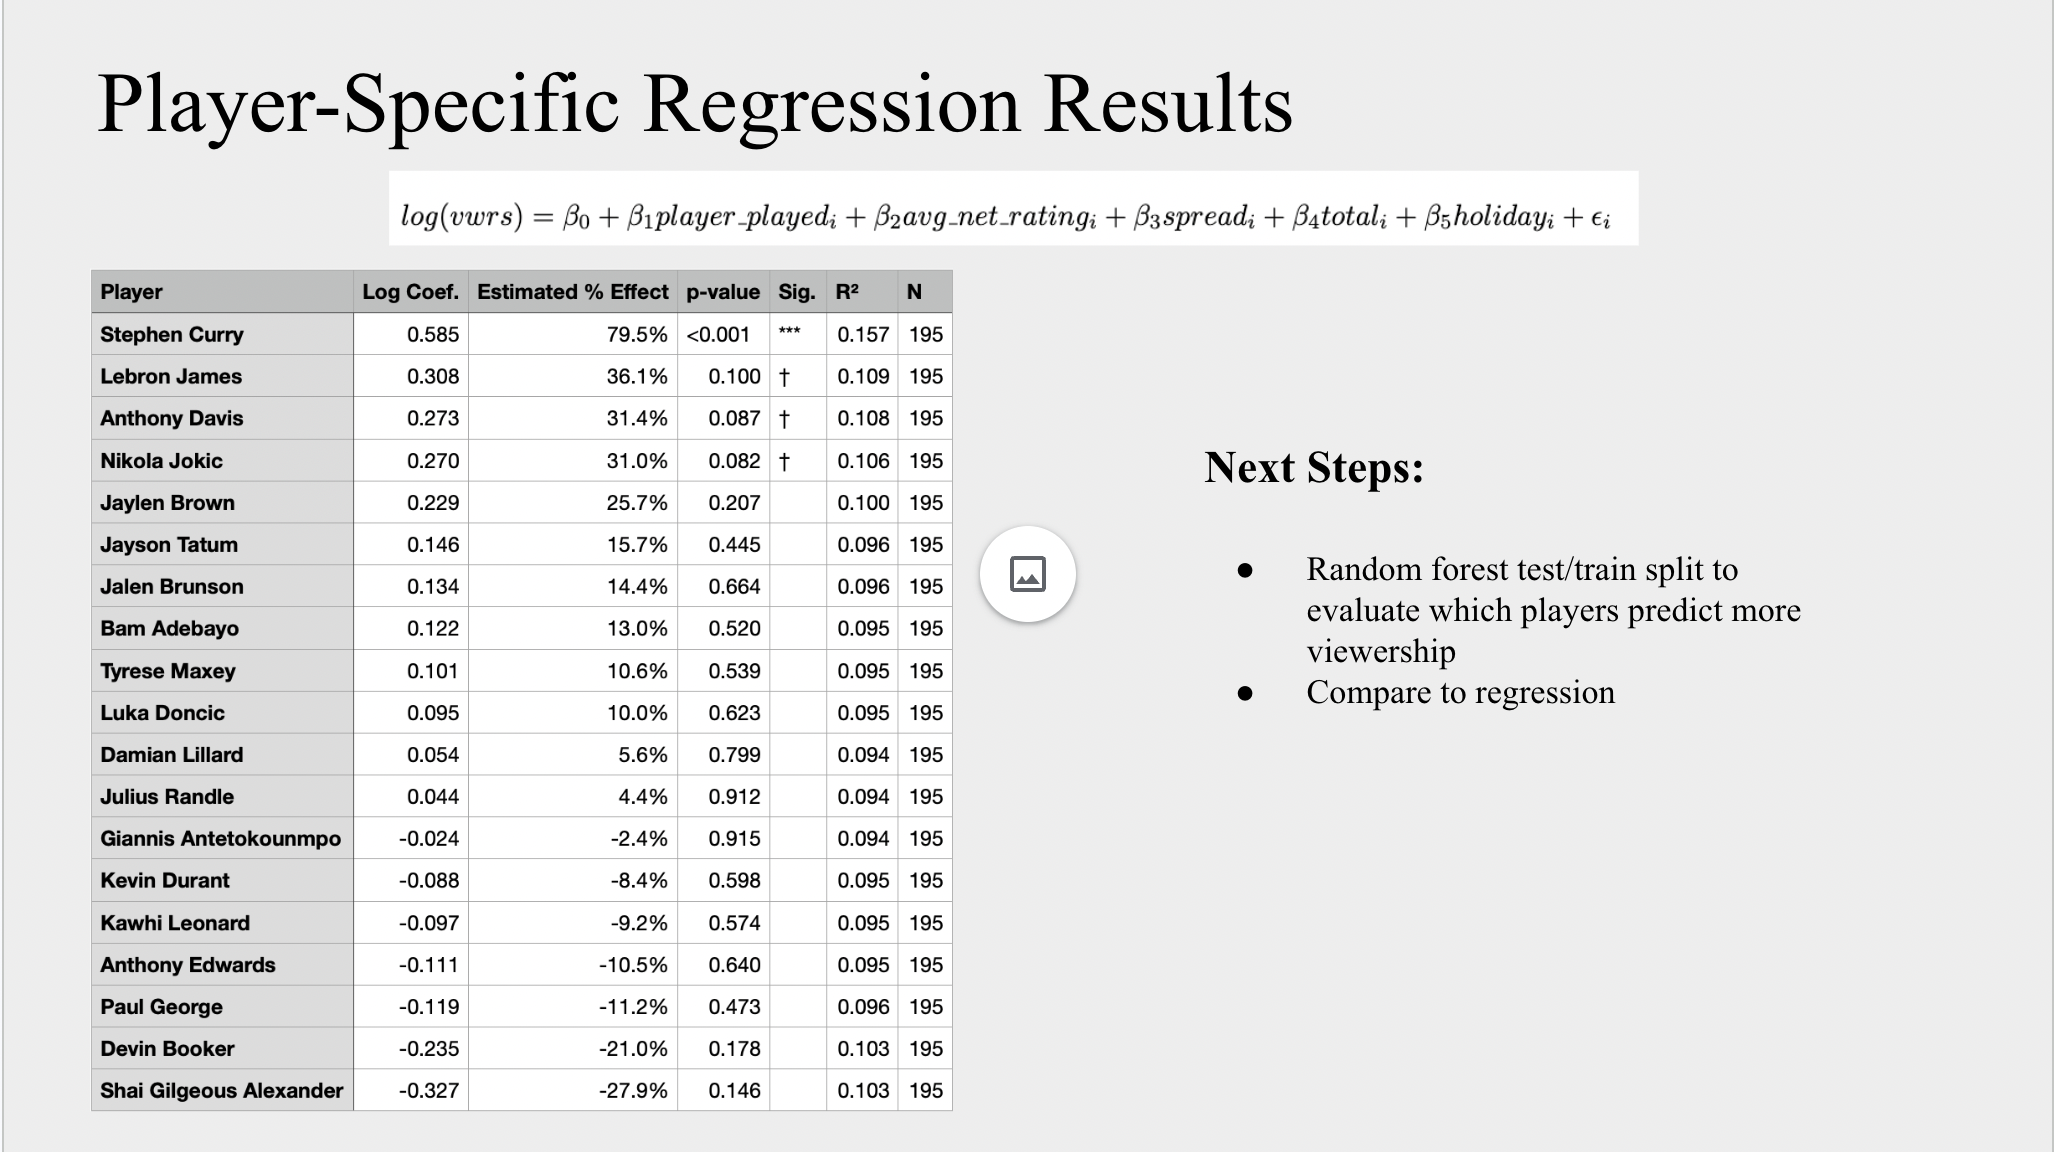 Player-Specific Regression Results
log(vwrs) = β₀ + β₁player_playedᵢ + β₂avg_net_ratingᵢ + β₃spreadᵢ + β₄totalᵢ + β₅holidayᵢ + ϵᵢ
Player Log Coef. Estimated % Effect p-value Sig. R² N
Stephen Curry 0.585 79.5% <0.001 *** 0.157 195
Lebron James 0.308 36.1% 0.100 † 0.109 195
Anthony Davis 0.273 31.4% 0.087 † 0.108 195
Nikola Jokic 0.270 31.0% 0.082 † 0.106 195
Jaylen Brown 0.229 25.7% 0.207 0.100 195
Jayson Tatum 0.146 15.7% 0.445 0.096 195
Jalen Brunson 0.134 14.4% 0.664 0.096 195
Bam Adebayo 0.122 13.0% 0.520 0.095 195
Tyrese Maxey 0.101 10.6% 0.539 0.095 195
Luka Doncic 0.095 10.0% 0.623 0.095 195
Damian Lillard 0.054 5.6% 0.799 0.094 195
Julius Randle 0.044 4.4% 0.912 0.094 195
Giannis Antetokounmpo -0.024 -2.4% 0.915 0.094 195
Kevin Durant -0.088 -8.4% 0.598 0.095 195
Kawhi Leonard -0.097 -9.2% 0.574 0.095 195
Anthony Edwards -0.111 -10.5% 0.640 0.095 195
Paul George -0.119 -11.2% 0.473 0.096 195
Devin Booker -0.235 -21.0% 0.178 0.103 195
Shai Gilgeous Alexander -0.327 -27.9% 0.146 0.103 195
Next Steps:
● Random forest test/train split to
evaluate which players predict more
viewership
● Compare to regression